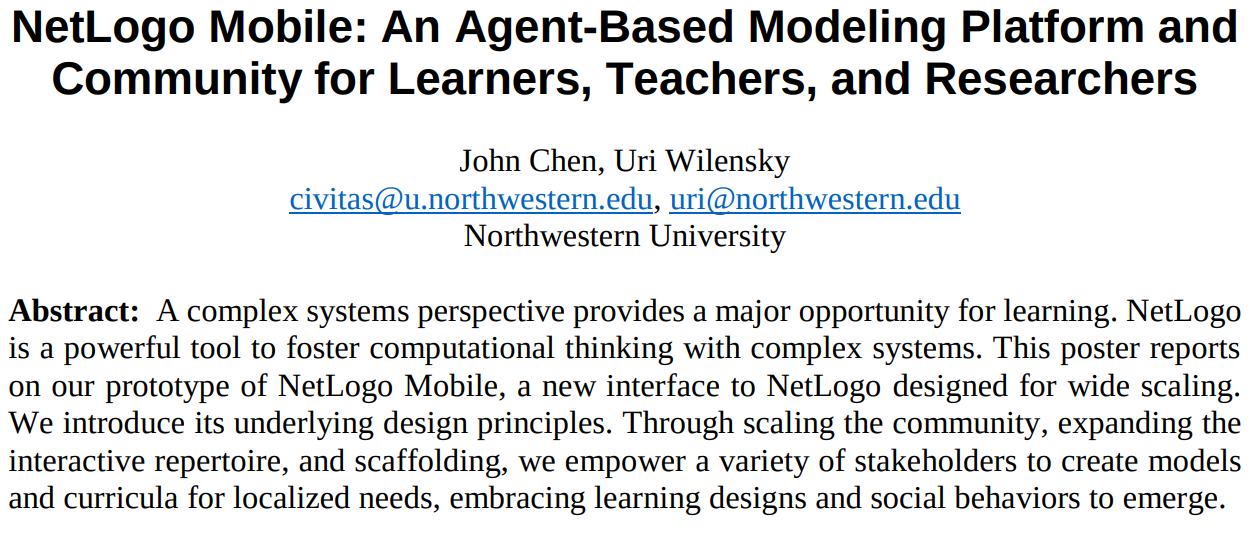 NetLogo Mobile: An Agent-Based Modeling Platform and
Community for Learners, Teachers, and Researchers
John Chen, Uri Wilensky
civitas@u.northwestern.edu, uri@northwestern.edu
Northwestern University
Abstract: A complex systems perspective provides a major opportunity for learning. NetLogo
is a powerful tool to foster computational thinking with complex systems. This poster reports
on our prototype of NetLogo Mobile, a new interface to NetLogo designed for wide scaling.
We introduce its underlying design principles. Through scaling the community, expanding the
interactive repertoire, and scaffolding, we empower a variety of stakeholders to create models
and curricula for localized needs, embracing learning designs and social behaviors to emerge.